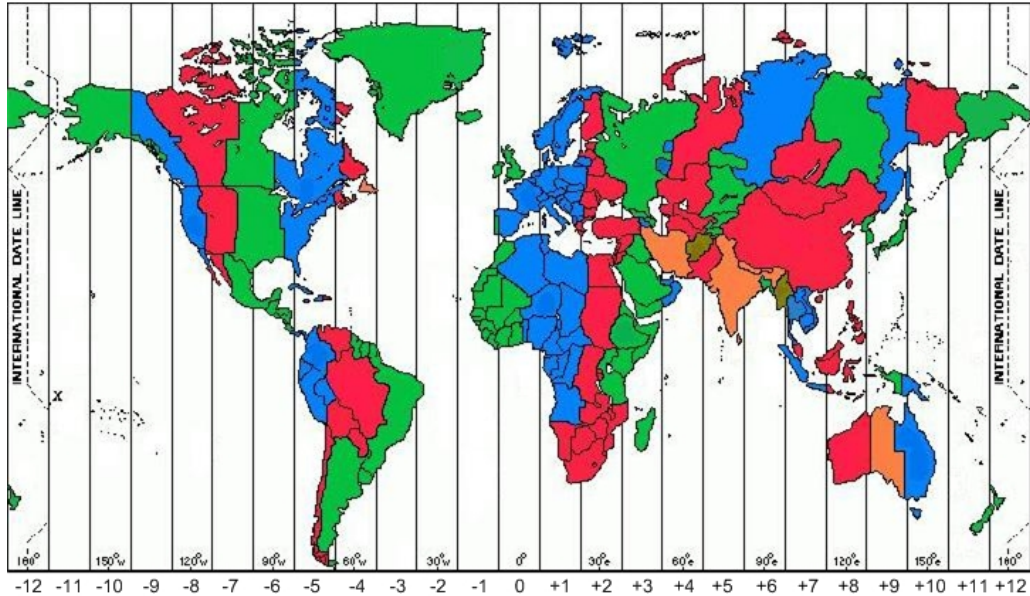 INTERNATIONAL DATE LINE
INTERNATIONAL DATE LINE
X
180° 150°W 120°W 90°W 60°W 30°W 0° 30°E 60°E 90°E 120°E 150°E 180°
-12 -11 -10 -9 -8 -7 -6 -5 -4 -3 -2 -1 0 +1 +2 +3 +4 +5 +6 +7 +8 +9 +10 +11 +12